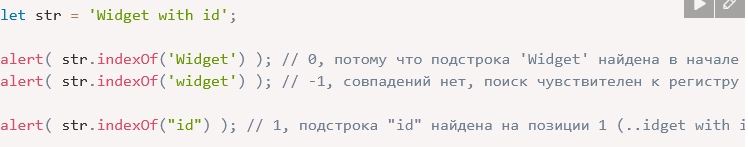 let str = 'Widget with id';
alert( str.indexOf('Widget') ); // 0, потому что подстрока 'Widget' найдена в начале
alert( str.indexOf('widget') ); // -1, совпадений нет, поиск чувствителен к регистру
alert( str.indexOf("id") ); // 1, подстрока "id" найдена на позиции 1 (..idget with i